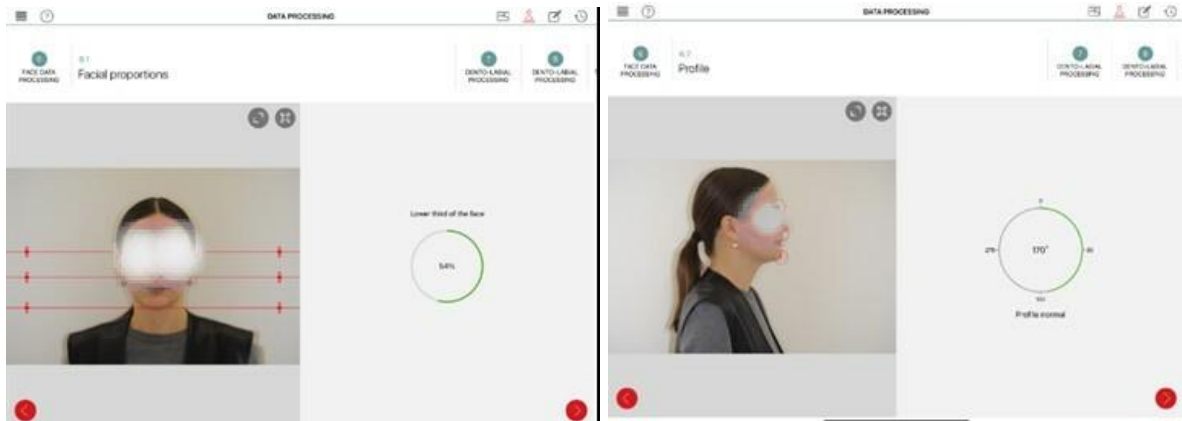 DATA PROCESSING
6
FACE DATA
PROCESSING
6.1
Facial proportions
7
DENTO-LABIAL
PROCESSING
8
DENTO-LABIAL
PROCESSING
Lower third of the face
54%
DATA PROCESSING
6
FACE DATA
PROCESSING
6.2
Profile
7
DENTO-LABIAL
PROCESSING
8
DENTO-LABIAL
PROCESSING
0
270
170°
90
180
Profile normal